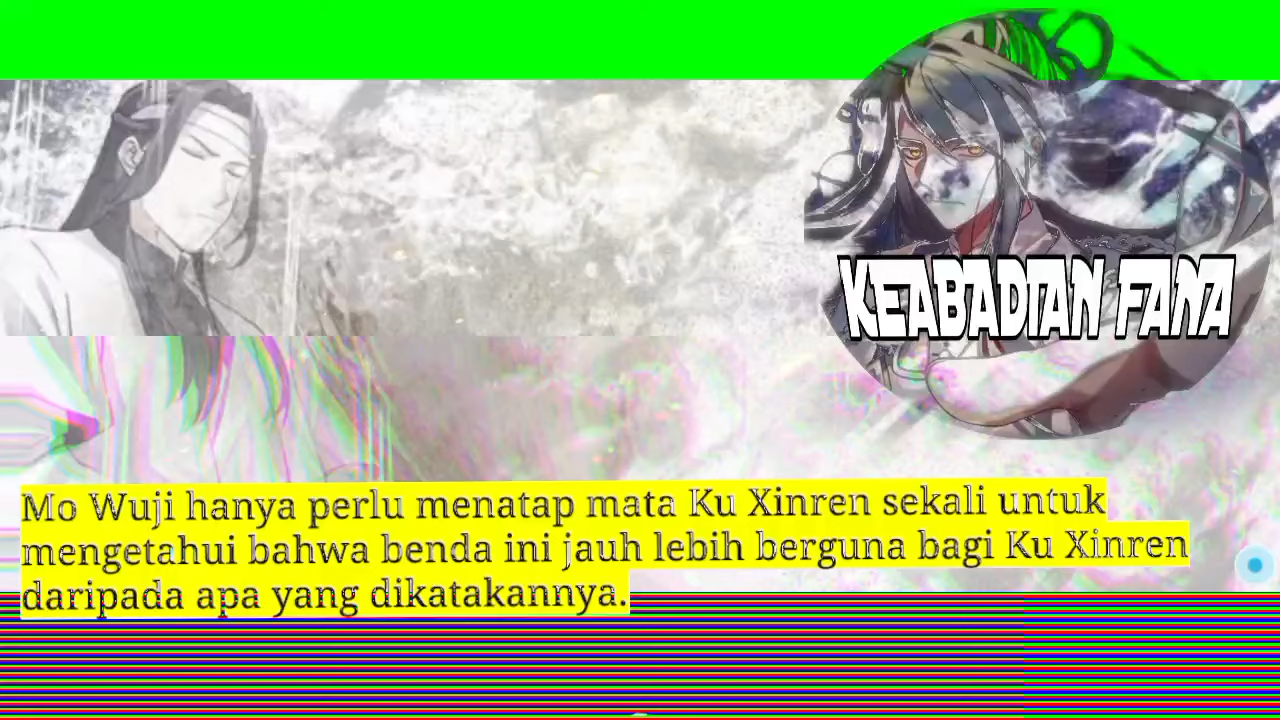 KEABADIAN FANA
Mo Wuji hanya perlu menatap mata Ku Xinren sekali untuk
mengetahui bahwa benda ini jauh lebih berguna bagi Ku Xinren
daripada apa yang dikatakannya.